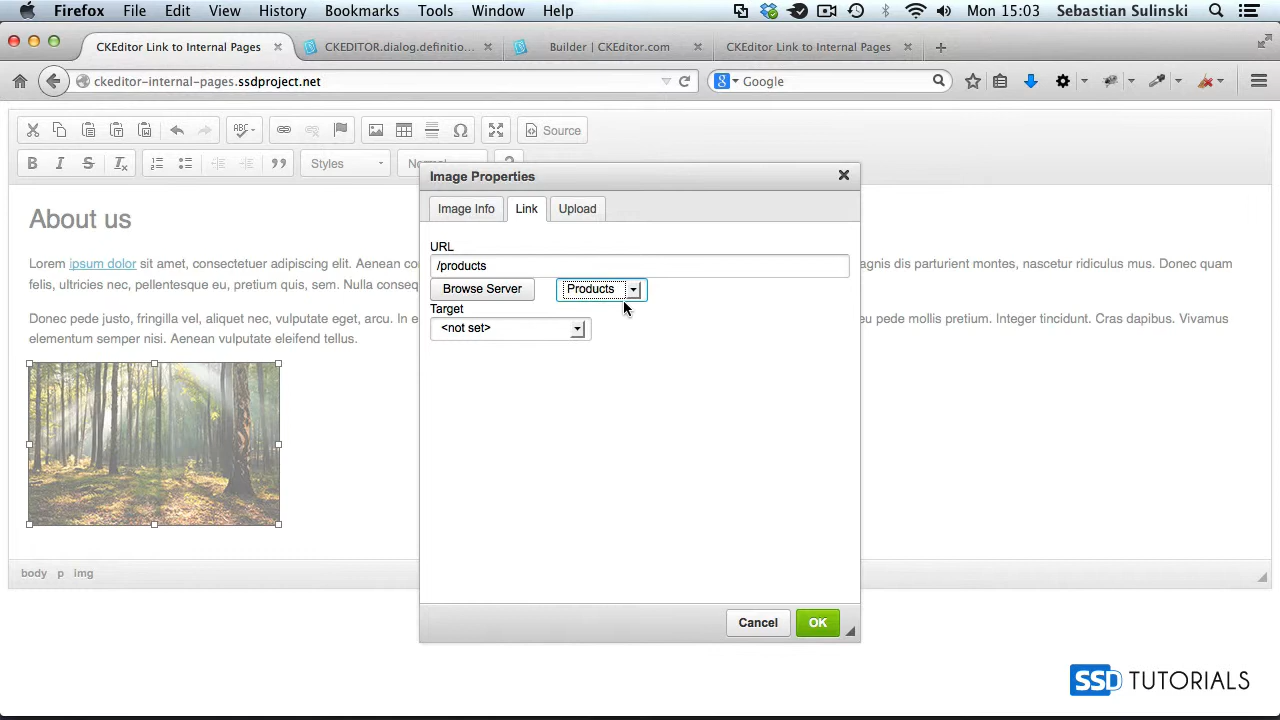 Firefox File Edit View History Bookmarks Tools Window Help Mon 15:03 Sebastian Sulinski
CKEditor Link to Internal Pages CKEDITOR.dialog.definitio... Builder | CKEditor.com CKEditor Link to Internal Pages
ckeditor-internal-pages.ssdproject.net Google
ABC Source
B I S Tx Styles ?
Image Properties
Image Info Link Upload
About us
URL
/products
Browse Server Products
Target
<not set>
Lorem ipsum dolor sit amet, consectetuer adipiscing elit. Aenean co agnis dis parturient montes, nascetur ridiculus mus. Donec quam
felis, ultricies nec, pellentesque eu, pretium quis, sem. Nulla conseq
Donec pede justo, fringilla vel, aliquet nec, vulputate eget, arcu. In e eu pede mollis pretium. Integer tincidunt. Cras dapibus. Vivamus
elementum semper nisi. Aenean vulputate eleifend tellus.
body p img
Cancel OK
SSD TUTORIALS